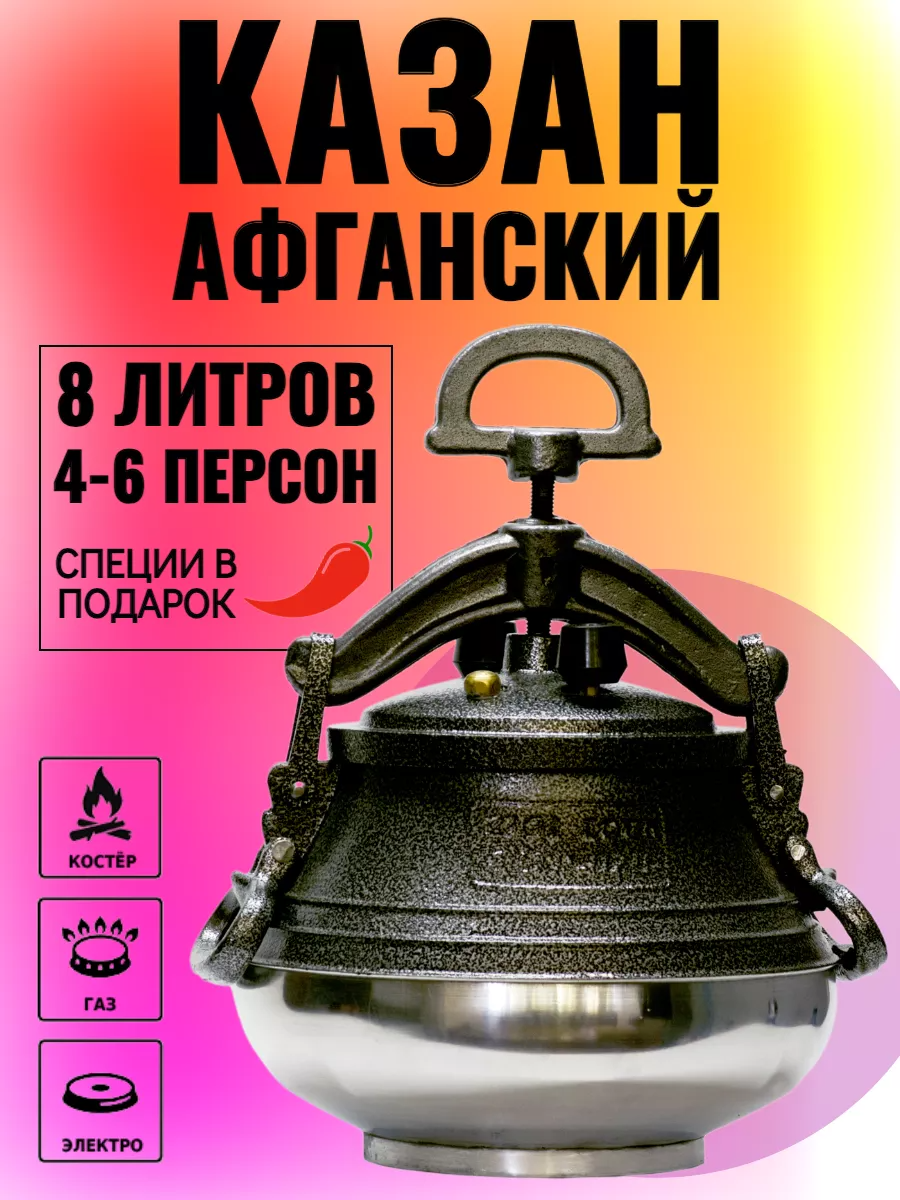 КАЗАН
АФГАНСКИЙ
8 ЛИТРОВ
4-6 ПЕРСОН
СПЕЦИИ В
ПОДАРОК
КОСТЁР
ГАЗ
ЭЛЕКТРО